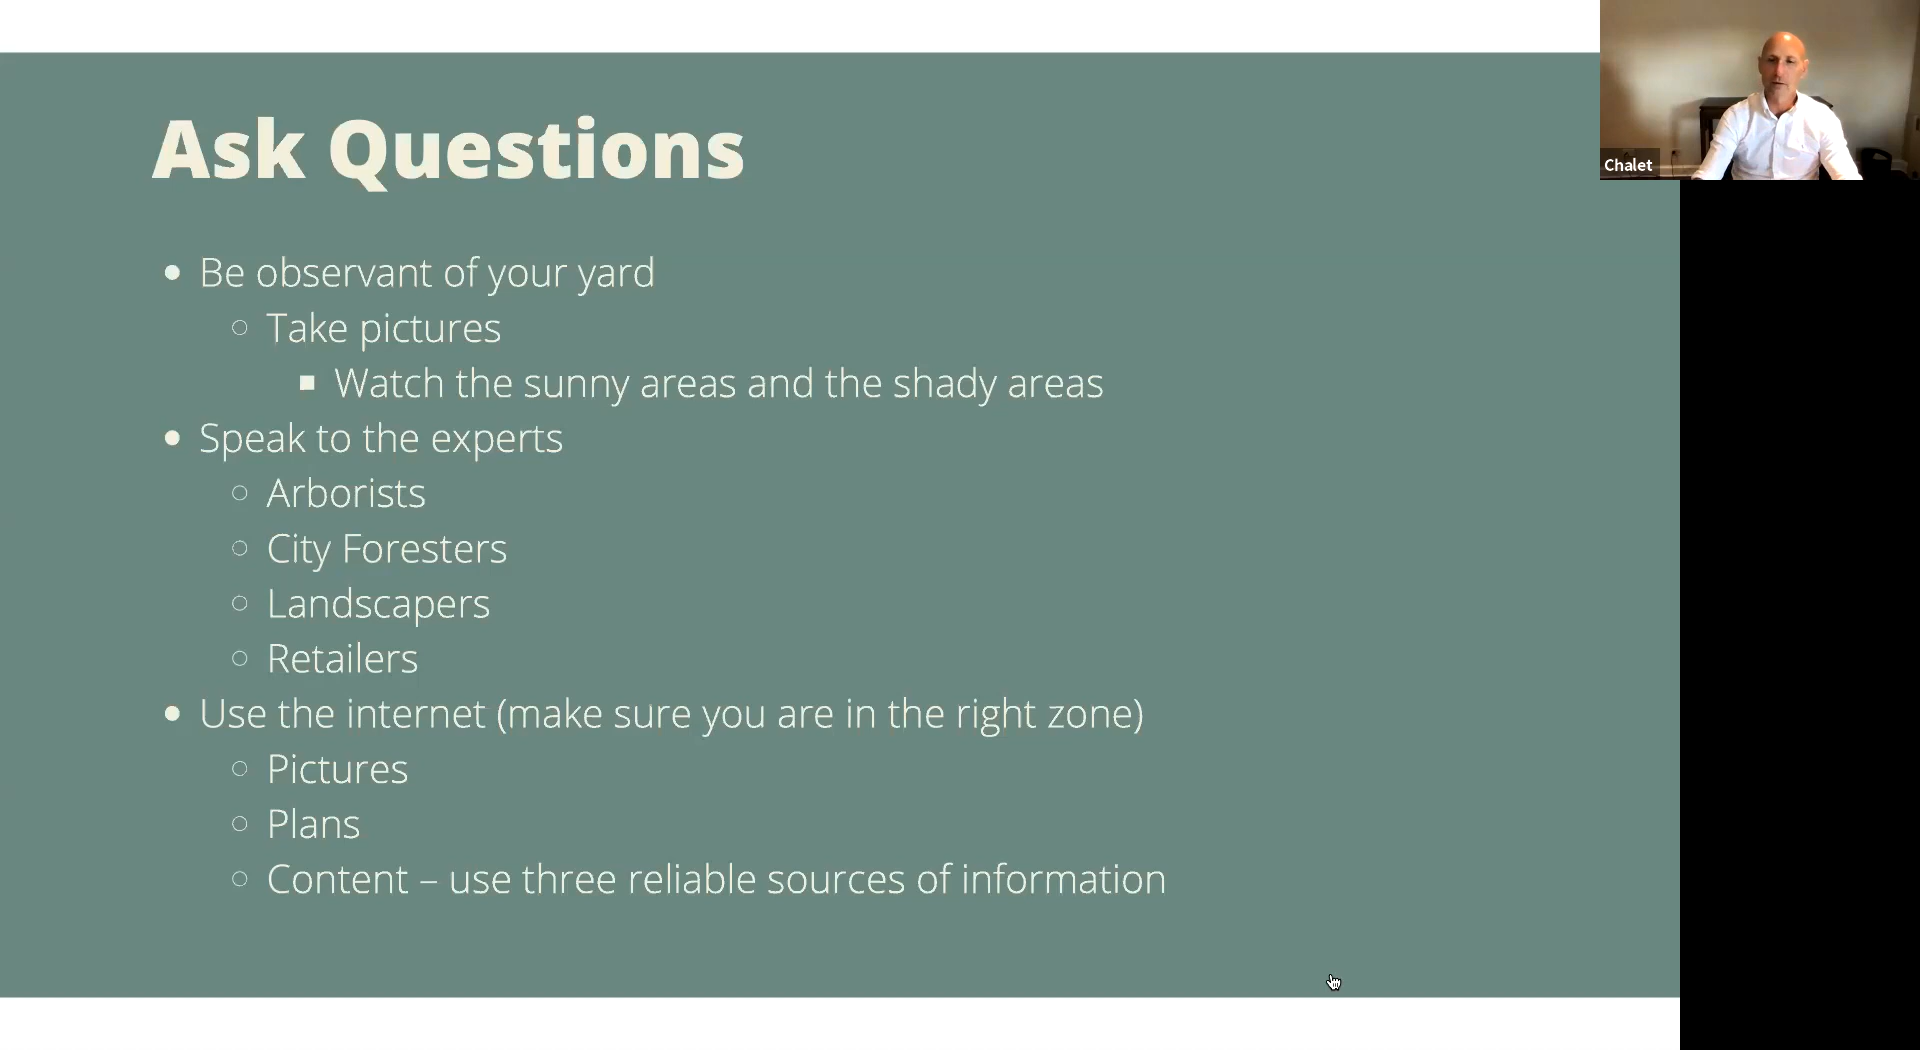 Ask Questions
Be observant of your yard
Take pictures
Watch the sunny areas and the shady areas
Speak to the experts
Arborists
City Foresters
Landscapers
Retailers
Use the internet (make sure you are in the right zone)
Pictures
Plans
Content – use three reliable sources of information
Chalet